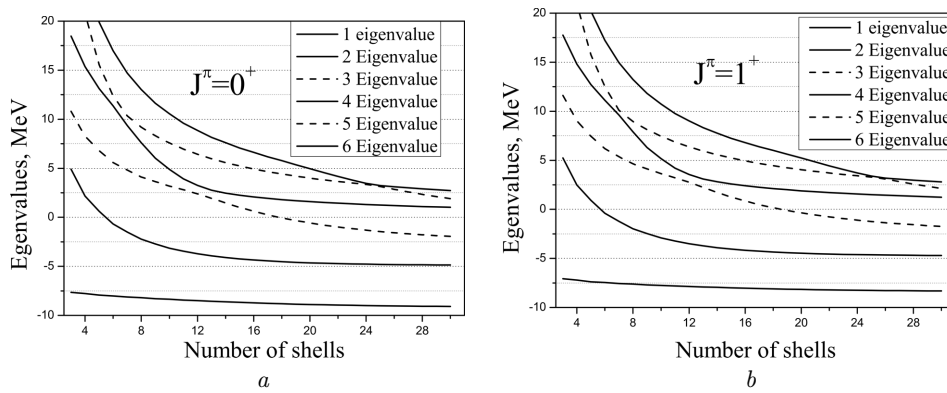 20
15
10
5
0
-5
-10
Egenvalues, MeV
J^π=0^+
1 eigenvalue
2 Eigenvalue
3 Eigenvalue
4 Eigenvalue
5 Eigenvalue
6 Eigenvalue
4 8 12 16 20 24 28
Number of shells
a
20
15
10
5
0
-5
-10
Egenvalues, MeV
J^π=1^+
1 eigenvalue
2 Eigenvalue
3 Eigenvalue
4 Eigenvalue
5 Eigenvalue
6 Eigenvalue
4 8 12 16 20 24 28
Number of shells
b